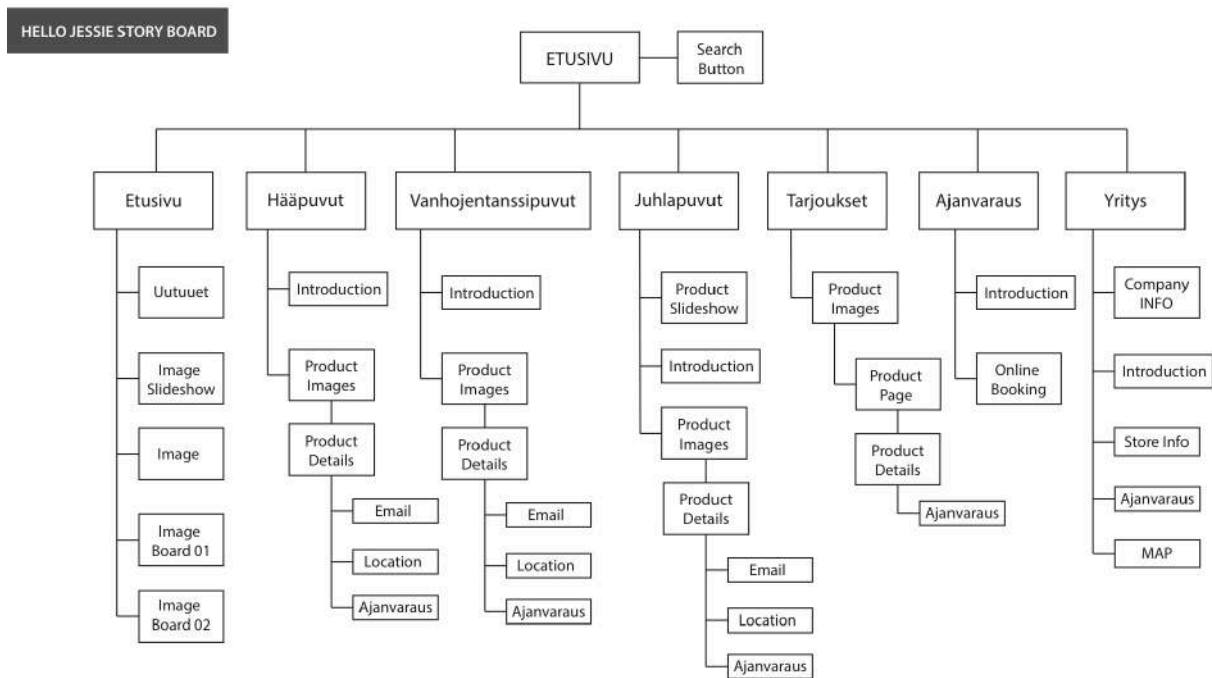 HELLO JESSIE STORY BOARD
ETUSIVU
Search
Button
Etusivu
Hääpuvut
Vanhojentanssipuvut
Juhlapuvut
Tarjoukset
Ajanvaraus
Yritys
Uutuuet
Image
Slideshow
Image
Image
Board 01
Image
Board 02
Introduction
Product
Images
Product
Details
Email
Location
Ajanvaraus
Introduction
Product
Images
Product
Details
Email
Location
Ajanvaraus
Product
Slideshow
Introduction
Product
Images
Product
Details
Email
Location
Ajanvaraus
Product
Images
Product
Page
Product
Details
Ajanvaraus
Introduction
Online
Booking
Company
INFO
Introduction
Store Info
Ajanvaraus
MAP